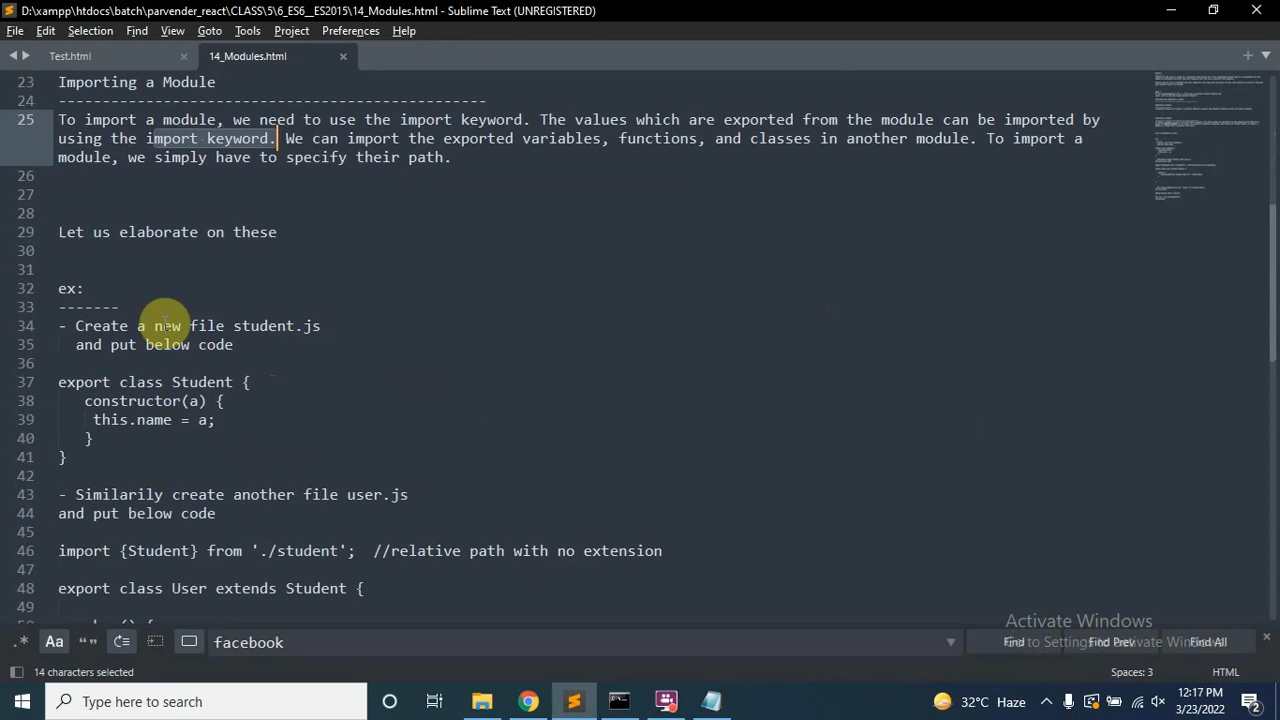 D:\xampp\htdocs\batch\parvender_react\CLASS\5\6_ES6__ES2015\14_Modules.html - Sublime Text (UNREGISTERED)
File Edit Selection Find View Goto Tools Project Preferences Help
Test.html 14_Modules.html
23 Importing a Module
24 --------------------------------------------------
25 To import a module, we need to use the import keyword. The values which are exported from the module can be imported by
using the import keyword. We can import the exported variables, functions, and classes in another module. To import a
module, we simply have to specify their path.
26
27
28
29 Let us elaborate on these
30
31
32 ex:
33 -------
34 - Create a new file student.js
35 and put below code
36
37 export class Student {
38 constructor(a) {
39 this.name = a;
40 }
41 }
42
43 - Similarily create another file user.js
44 and put below code
45
46 import {Student} from './student'; //relative path with no extension
47
48 export class User extends Student {
49
Activate Windows
Go to Settings to activate Windows.
.* Aa “” facebook Find Find All
14 characters selected Spaces: 3 HTML
Type here to search 32°C Haze 12:17 PM
3/23/2022 2